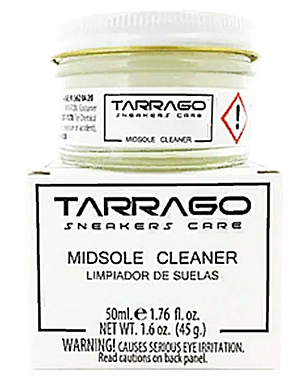 TARRAGO
SNEAKERS CARE
MIDSOLE CLEANER
TARRAGO
SNEAKERS CARE
MIDSOLE CLEANER
LIMPIADOR DE SUELAS
50ml. e 1.76 fl. oz.
NET WT. 1.6 oz. (45 g.)
WARNING! CAUSES SERIOUS EYE IRRITATION.
Read cautions on back panel.